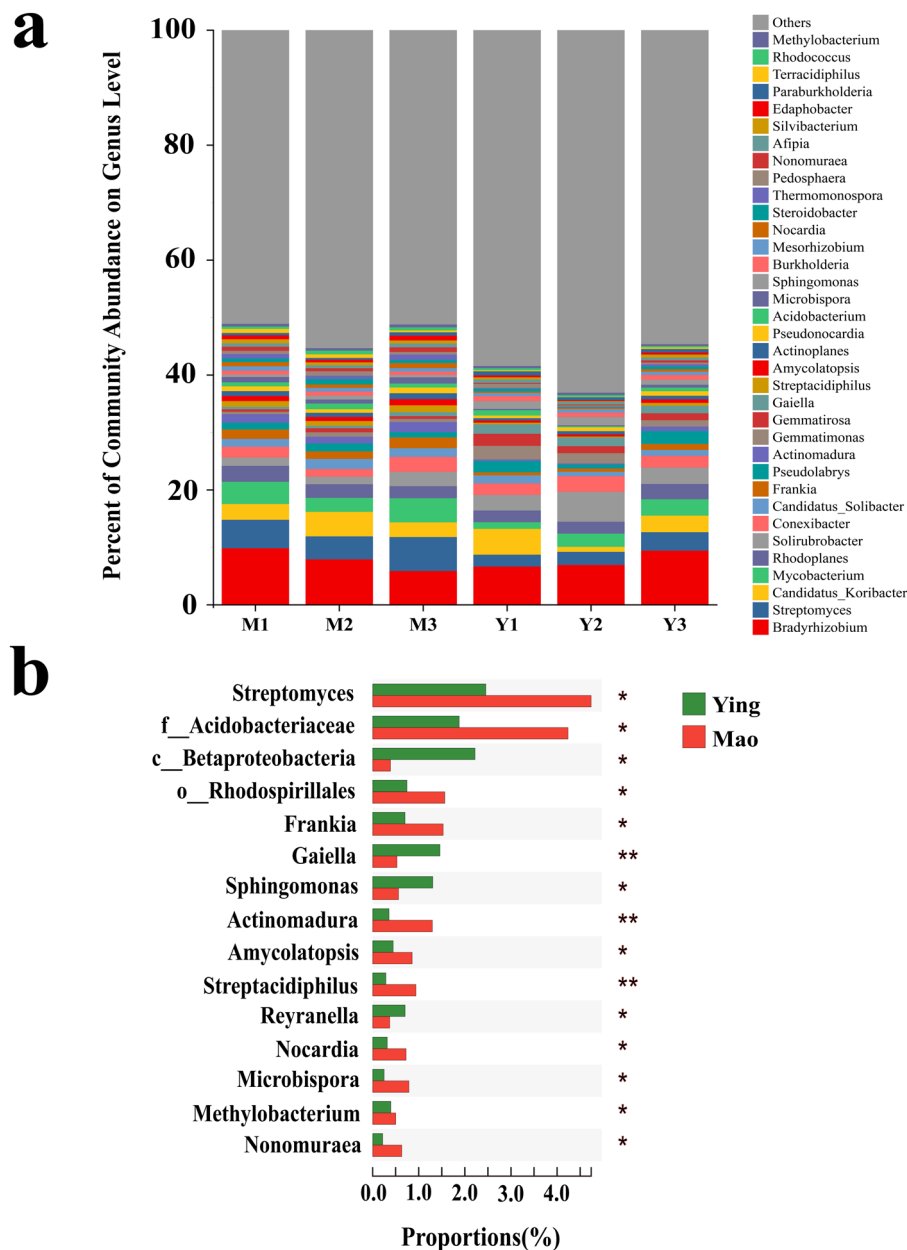 a
Percent of Community Abundance on Genus Level
100
80
60
40
20
0
M1 M2 M3 Y1 Y2 Y3
Others
Methylobacterium
Rhodococcus
Terracidiphilus
Paraburkholderia
Edaphobacter
Silvibacterium
Afipia
Nonomuraea
Pedosphaera
Thermomonospora
Steroidobacter
Nocardia
Mesorhizobium
Burkholderia
Sphingomonas
Microbispora
Acidobacterium
Pseudonocardia
Actinoplanes
Amycolatopsis
Streptacidiphilus
Gaiella
Gemmatirosa
Gemmatimonas
Actinomadura
Pseudolabrys
Frankia
Candidatus_Solibacter
Conexibacter
Solirubrobacter
Rhodoplanes
Mycobacterium
Candidatus_Koribacter
Streptomyces
Bradyrhizobium
b
Streptomyces *
f__Acidobacteriaceae *
c__Betaproteobacteria *
o__Rhodospirillales *
Frankia *
Gaiella **
Sphingomonas *
Actinomadura **
Amycolatopsis *
Streptacidiphilus **
Reyranella *
Nocardia *
Microbispora *
Methylobacterium *
Nonomuraea *
Ying
Mao
0.0 1.0 2.0 3.0 4.0
Proportions(%)